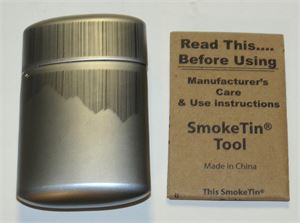 Read This....
Before Using
Manufacturer's
Care
& Use instructions
SmokeTin® 
Tool
Made in China
This SmokeTin®